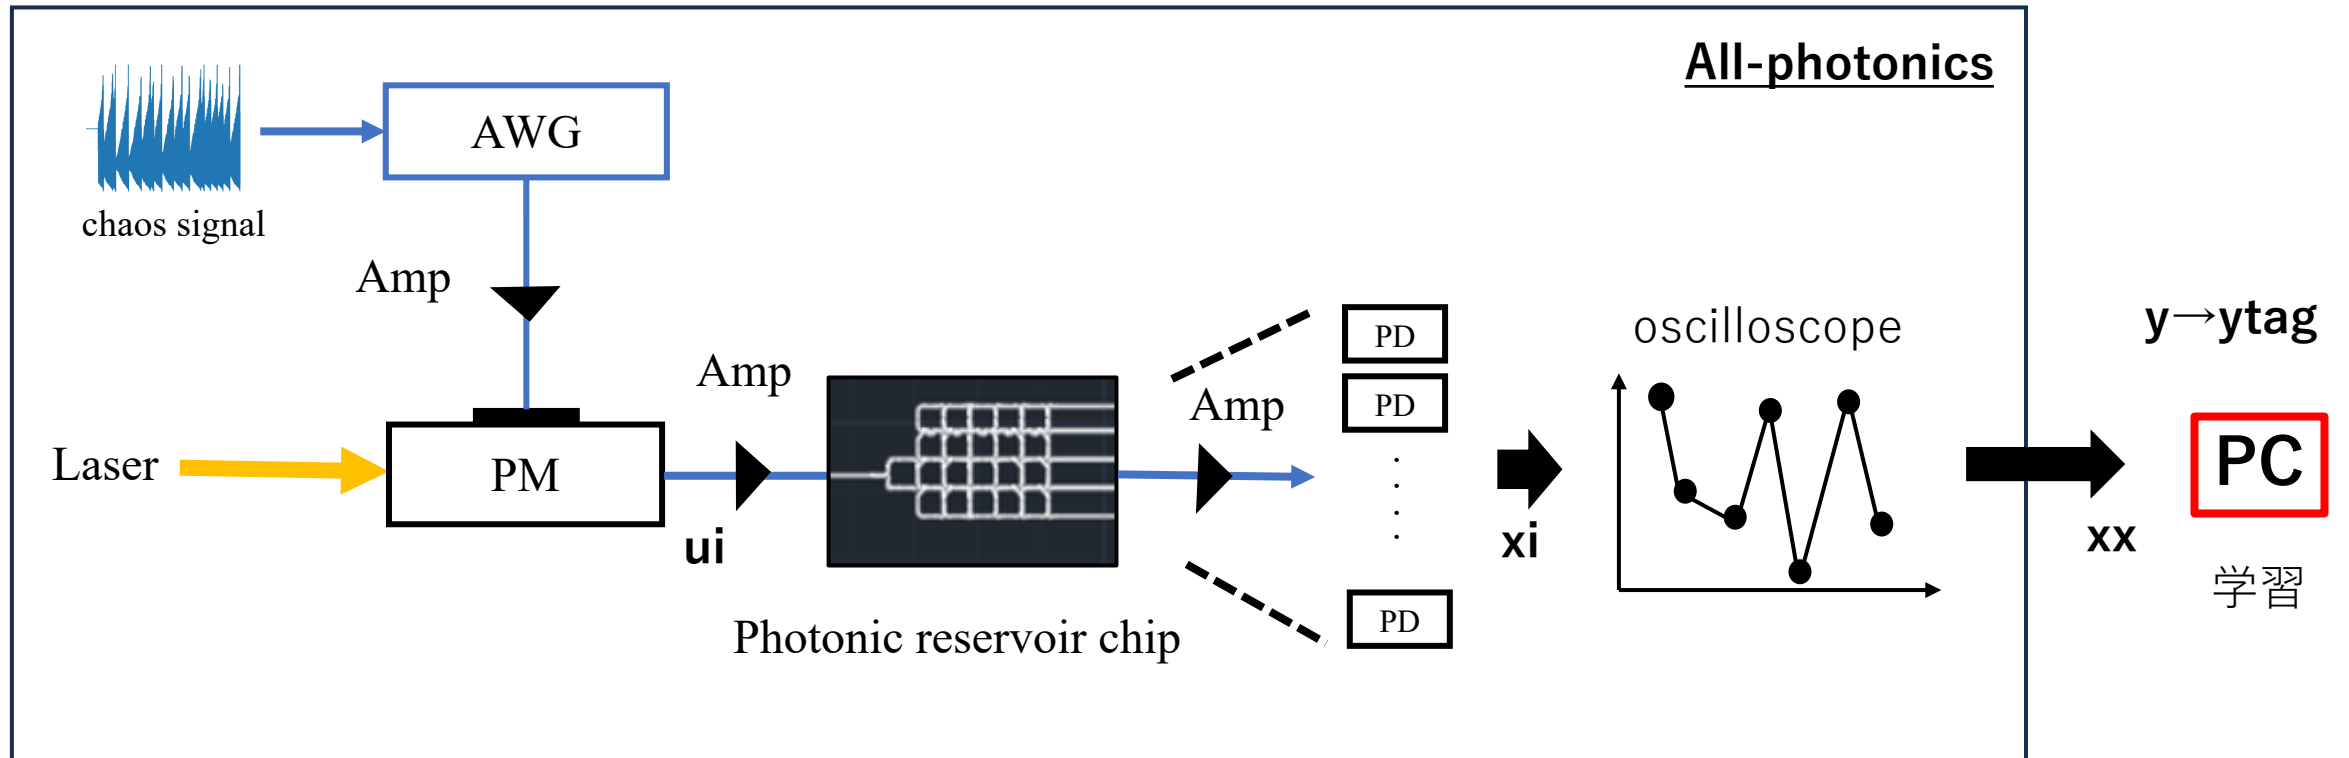 All-photonics
chaos signal
AWG
Amp
Laser
PM
Amp
ui
Photonic reservoir chip
Amp
PD
PD
PD
xi
oscilloscope
xx
y→ytag
PC
学習